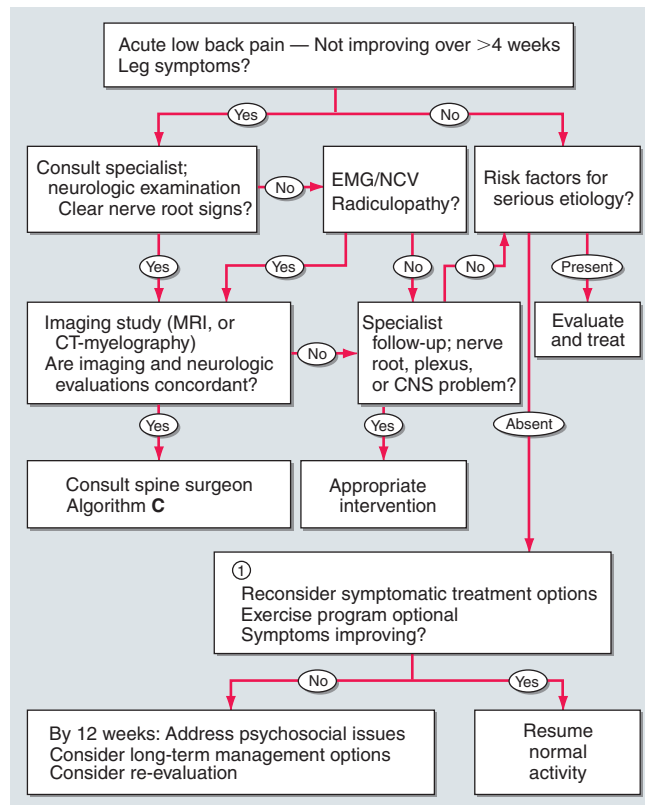 Acute low back pain — Not improving over >4 weeks
Leg symptoms?
Yes
No
Consult specialist;
neurologic examination
Clear nerve root signs?
No
EMG/NCV
Radiculopathy?
Risk factors for
serious etiology?
Yes
Yes
No
No
Present
Imaging study (MRI, or
CT-myelography)
Are imaging and neurologic
evaluations concordant?
No
Specialist
follow-up; nerve
root, plexus,
or CNS problem?
Evaluate
and treat
Yes
Yes
Absent
Consult spine surgeon
Algorithm C
Appropriate
intervention
①
Reconsider symptomatic treatment options
Exercise program optional
Symptoms improving?
No
Yes
By 12 weeks: Address psychosocial issues
Consider long-term management options
Consider re-evaluation
Resume
normal
activity